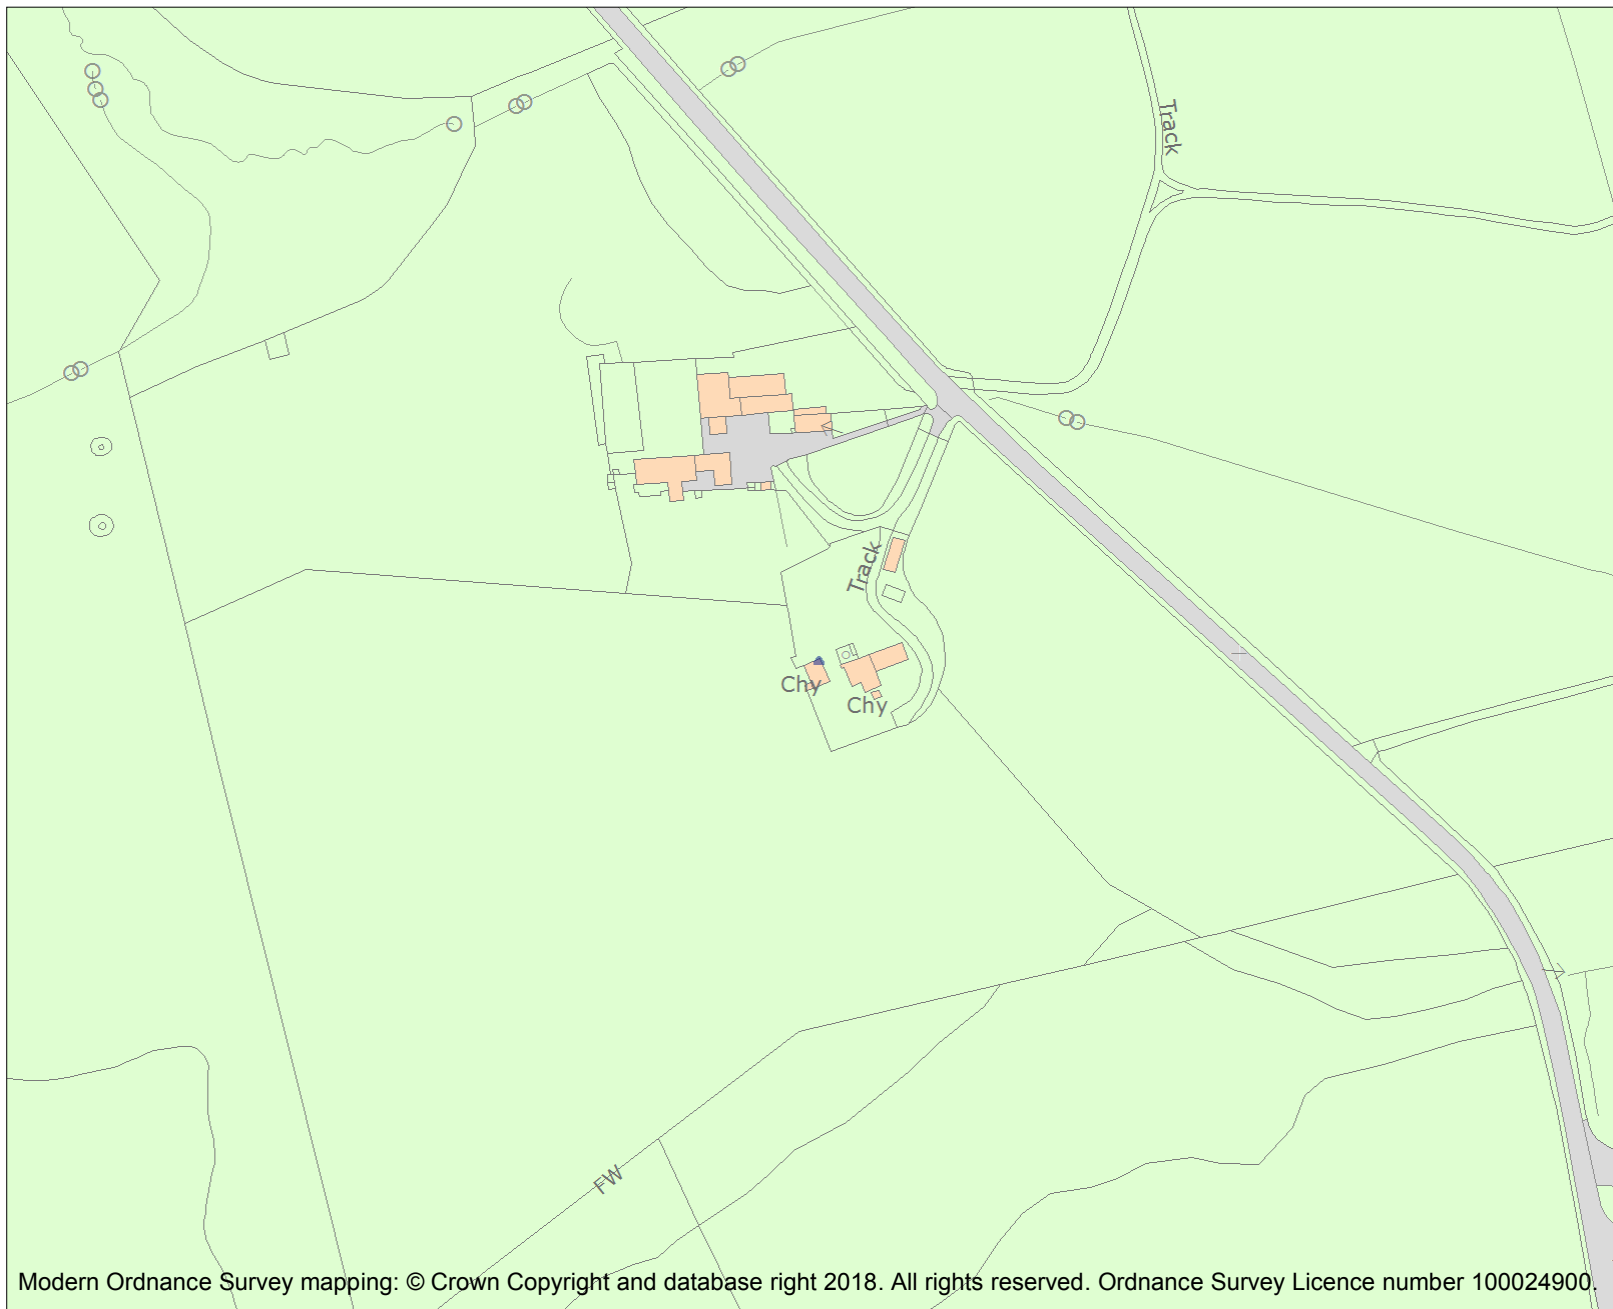 Track
Track
Chy
Chy
FW
Modern Ordnance Survey mapping: © Crown Copyright and database right 2018. All rights reserved. Ordnance Survey Licence number 100024900.